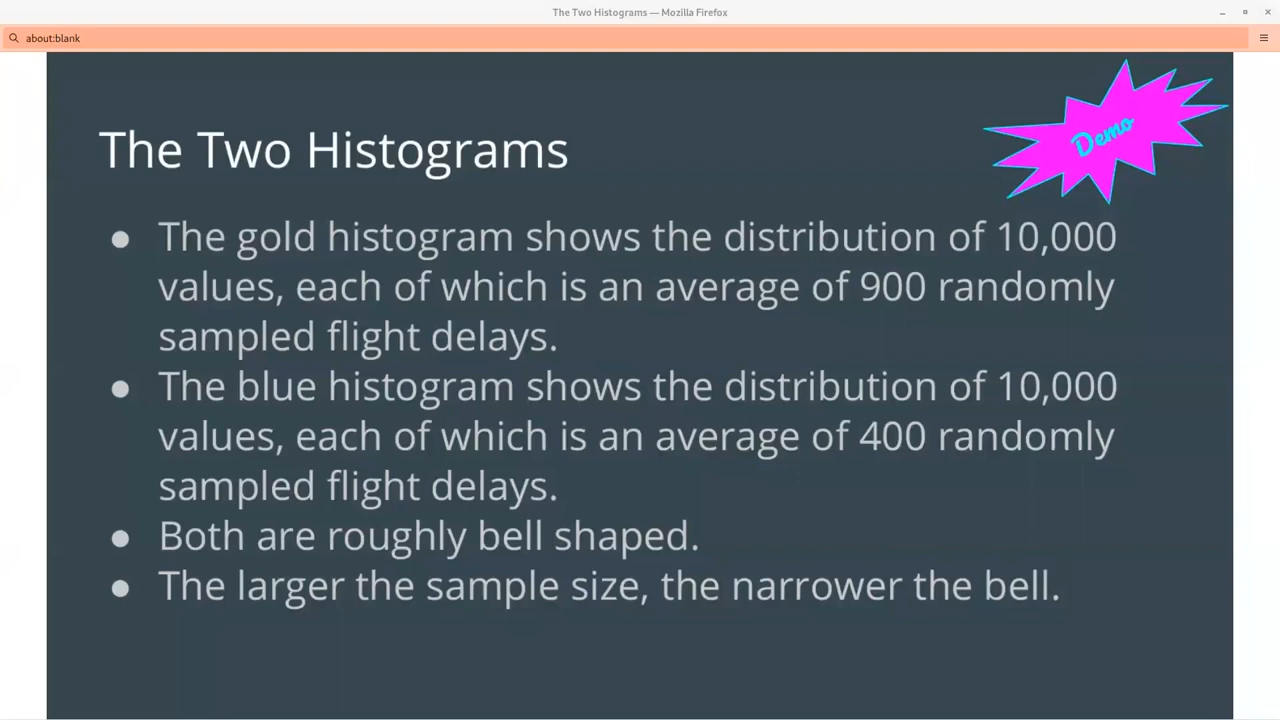 The Two Histograms — Mozilla Firefox
about:blank
Demo
The Two Histograms
● The gold histogram shows the distribution of 10,000
values, each of which is an average of 900 randomly
sampled flight delays.
● The blue histogram shows the distribution of 10,000
values, each of which is an average of 400 randomly
sampled flight delays.
● Both are roughly bell shaped.
● The larger the sample size, the narrower the bell.